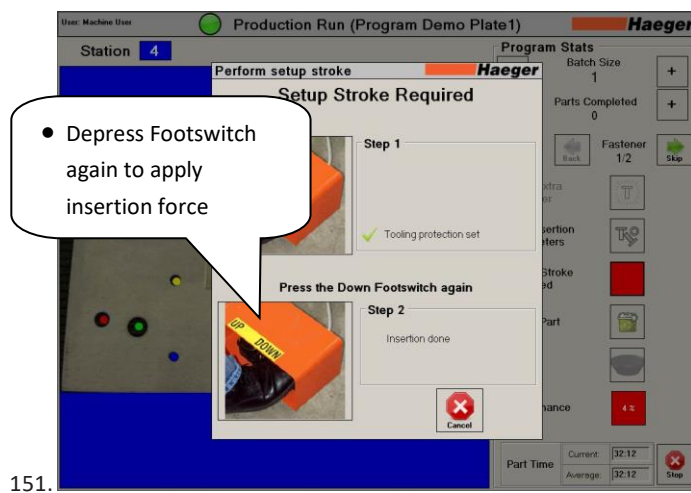 User: Machine User
Production Run (Program Demo Plate1)
Haeger
Station 4
Program Stats
Batch Size
1
+
Parts Completed
0
+
Back
Fastener
1/2
Skip
Perform setup stroke
Haeger
Setup Stroke Required
• Depress Footswitch
again to apply
insertion force
Step 1
Tooling protection set
Press the Down Footswitch again
Step 2
Insertion done
UP DOWN
Cancel
xtra
er
T
sertion
eters
Stroke
ed
Part
nance
4 %
Part Time
Current: 32:12
Average: 32:12
Stop
151.